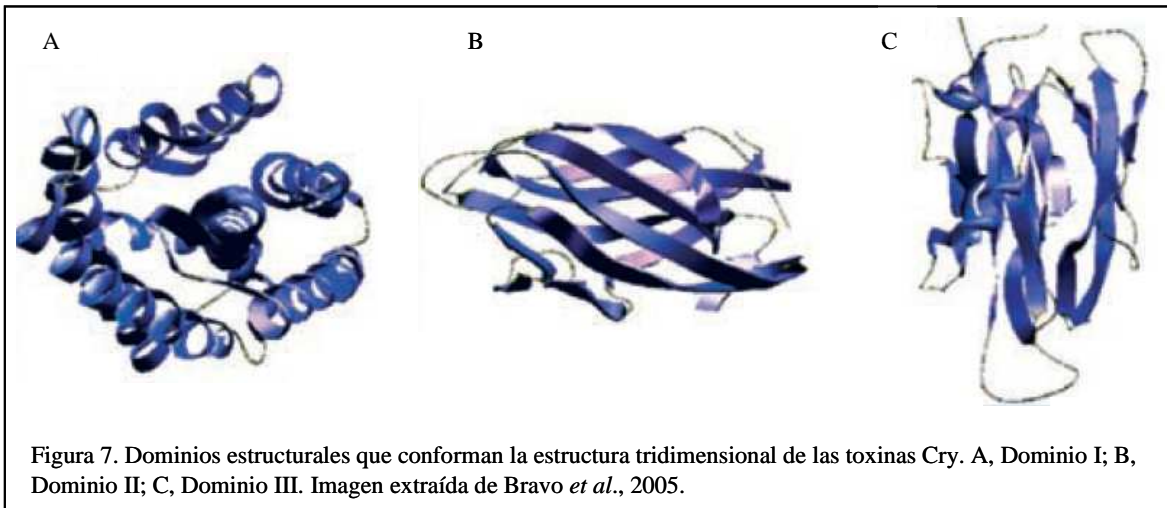 A B C
Figura 7. Dominios estructurales que conforman la estructura tridimensional de las toxinas Cry. A, Dominio I; B,
Dominio II; C, Dominio III. Imagen extraída de Bravo et al., 2005.